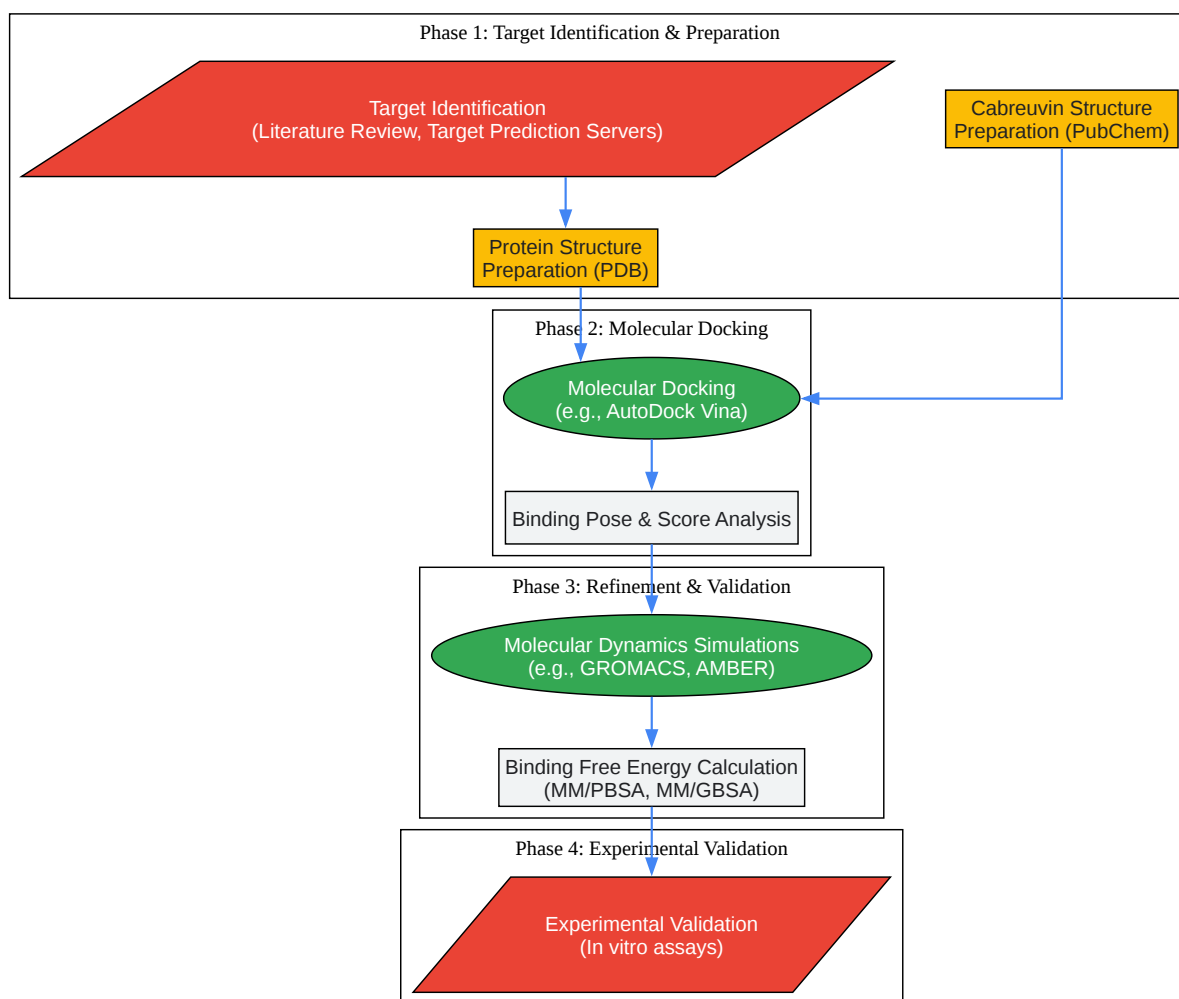 Phase 1: Target Identification & Preparation
Target Identification
(Literature Review, Target Prediction Servers)
Cabreuvin Structure
Preparation (PubChem)
Protein Structure
Preparation (PDB)
Phase 2: Molecular Docking
Molecular Docking
(e.g., AutoDock Vina)
Binding Pose & Score Analysis
Phase 3: Refinement & Validation
Molecular Dynamics Simulations
(e.g., GROMACS, AMBER)
Binding Free Energy Calculation
(MM/PBSA, MM/GBSA)
Phase 4: Experimental Validation
Experimental Validation
(In vitro assays)